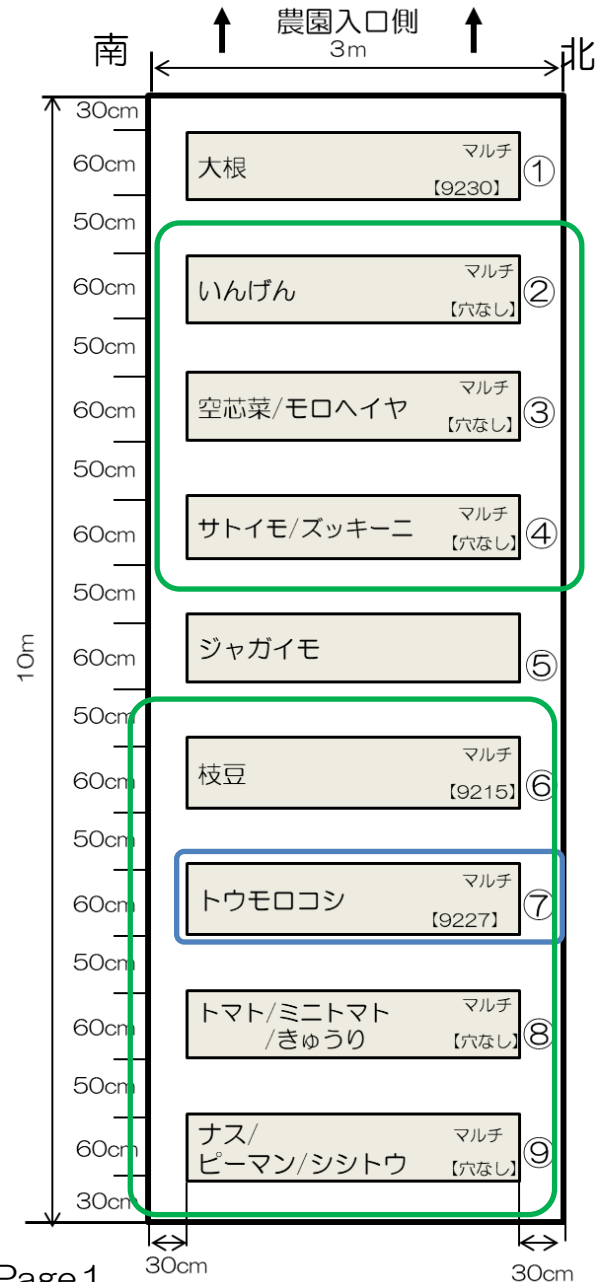 農園入口側
南
3m
北
30cm
60cm
大根
マルチ
【9230】
①
50cm
60cm
いんげん
マルチ
【穴なし】
②
50cm
60cm
空芯菜/モロヘイヤ
マルチ
【穴なし】
③
50cm
60cm
サトイモ/ズッキーニ
マルチ
【穴なし】
④
50cm
10m
60cm
ジャガイモ
⑤
50cm
60cm
枝豆
マルチ
【9215】
⑥
50cm
60cm
トウモロコシ
マルチ
【9227】
⑦
50cm
60cm
トマト/ミニトマト
/きゅうり
マルチ
【穴なし】
⑧
50cm
60cm
ナス/
ピーマン/シシトウ
マルチ
【穴なし】
⑨
30cm
30cm
30cm
Page1